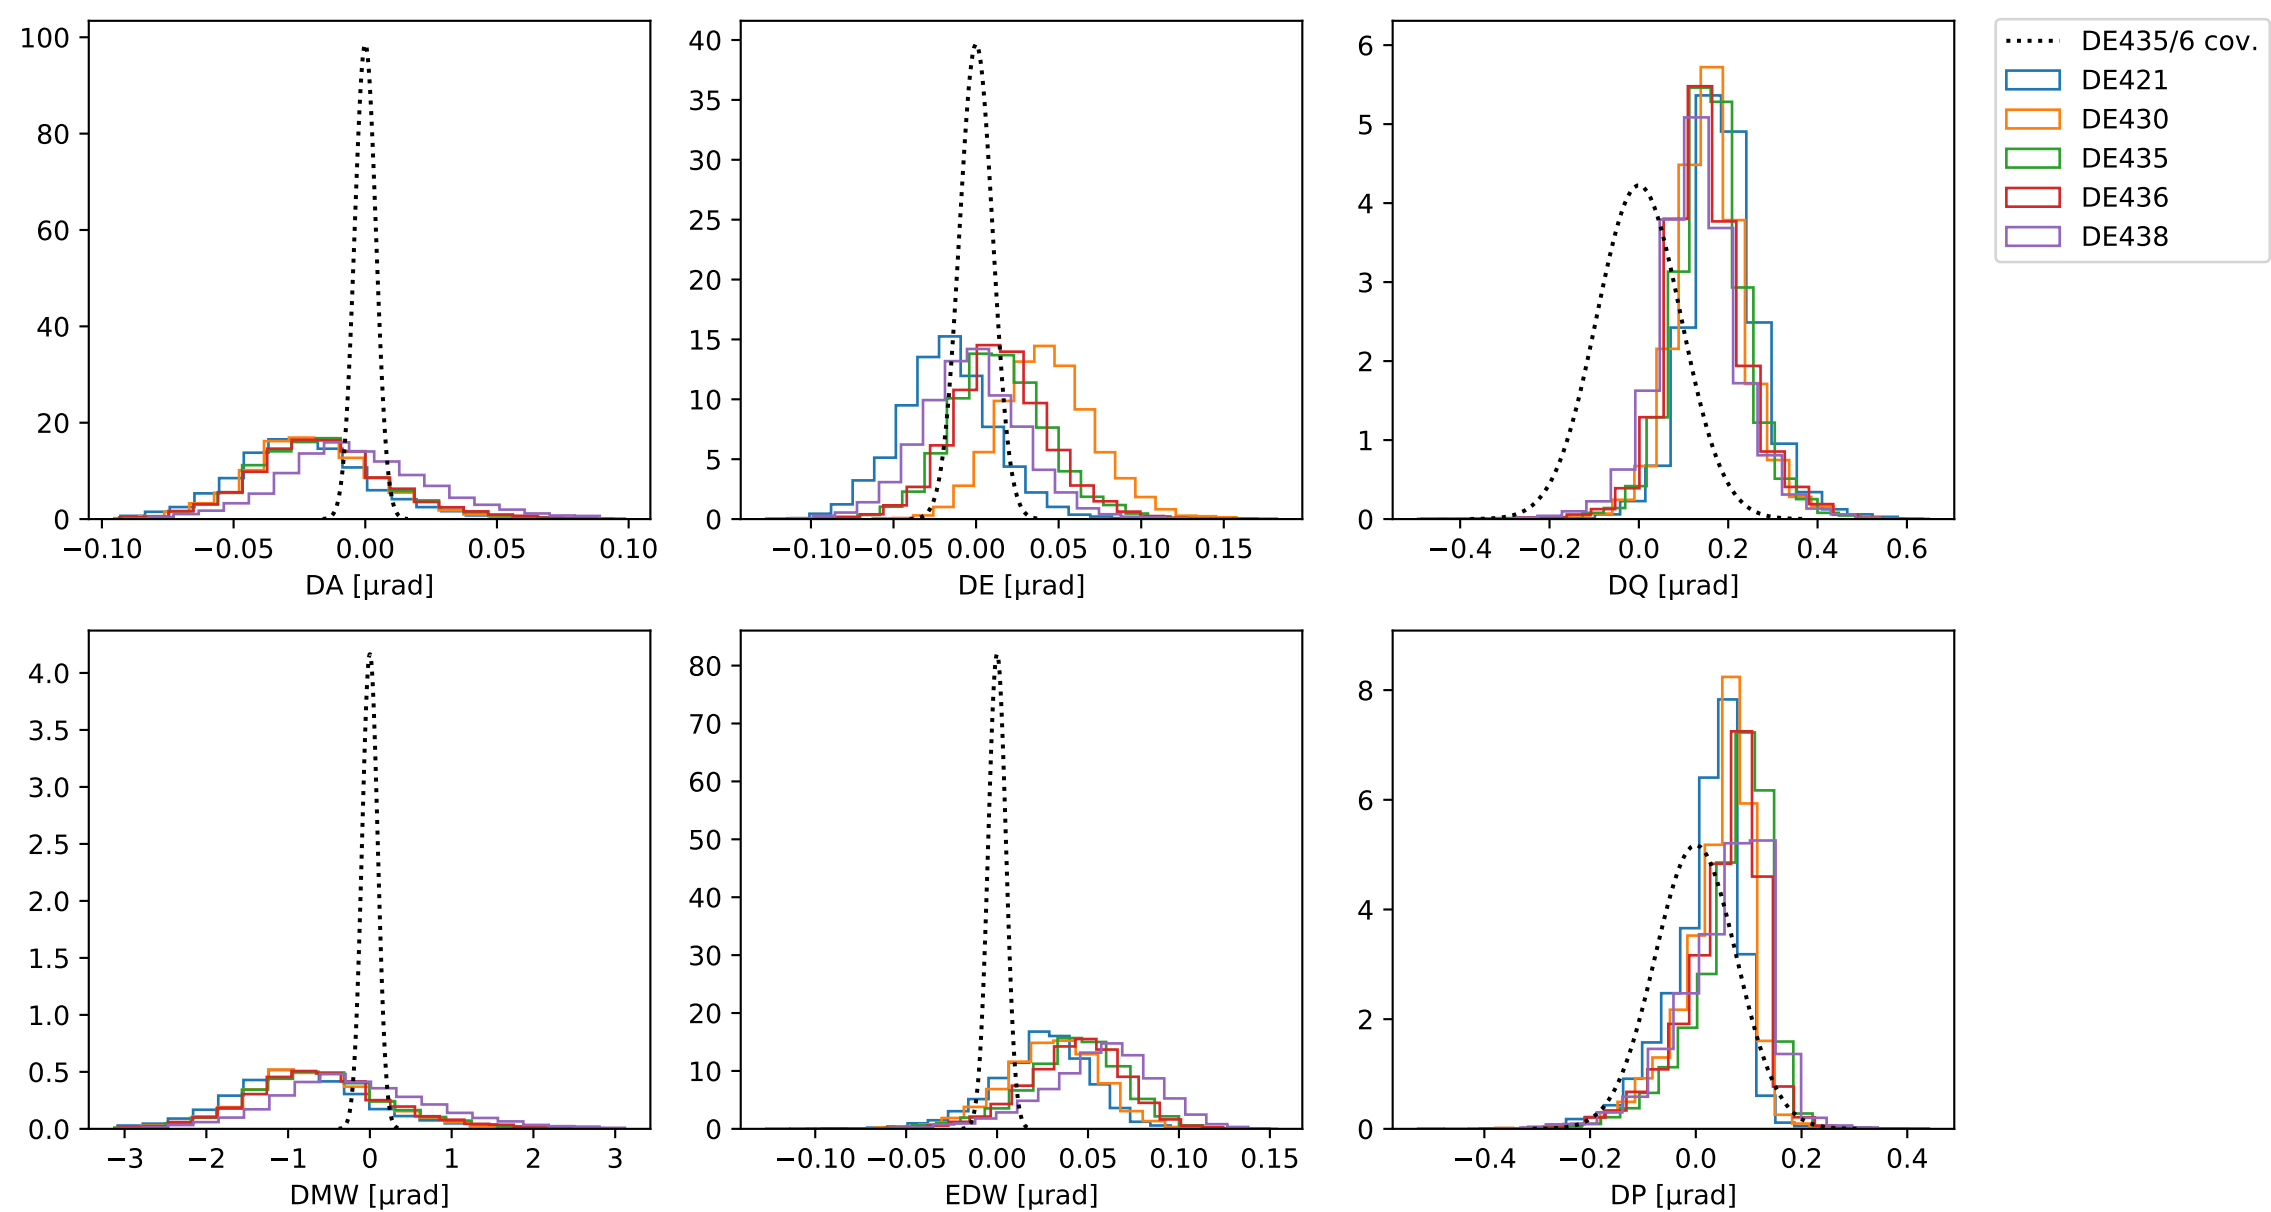 100
80
60
40
20
0
−0.10 −0.05 0.00 0.05 0.10
DA [μrad]
40
35
30
25
20
15
10
5
0
−0.10 −0.05 0.00 0.05 0.10 0.15
DE [μrad]
6
5
4
3
2
1
0
−0.4 −0.2 0.0 0.2 0.4 0.6
DQ [μrad]
DE435/6 cov.
DE421
DE430
DE435
DE436
DE438
4.0
3.5
3.0
2.5
2.0
1.5
1.0
0.5
0.0
−3 −2 −1 0 1 2 3
DMW [μrad]
80
70
60
50
40
30
20
10
0
−0.10 −0.05 0.00 0.05 0.10 0.15
EDW [μrad]
8
6
4
2
0
−0.4 −0.2 0.0 0.2 0.4
DP [μrad]